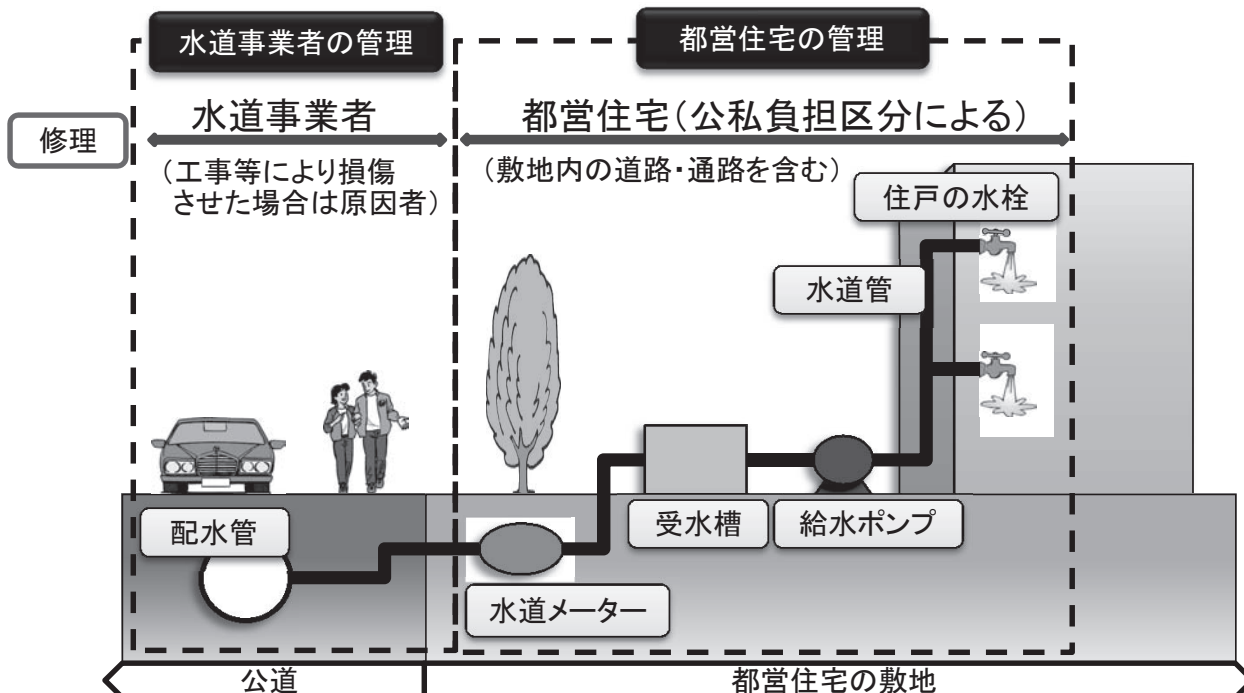 水道事業者の管理
都営住宅の管理
修理
水道事業者
都営住宅(公私負担区分による)
(工事等により損傷
させた場合は原因者)
(敷地内の道路・通路を含む)
住戸の水栓
水道管
配水管
受水槽
給水ポンプ
水道メーター
公道
都営住宅の敷地